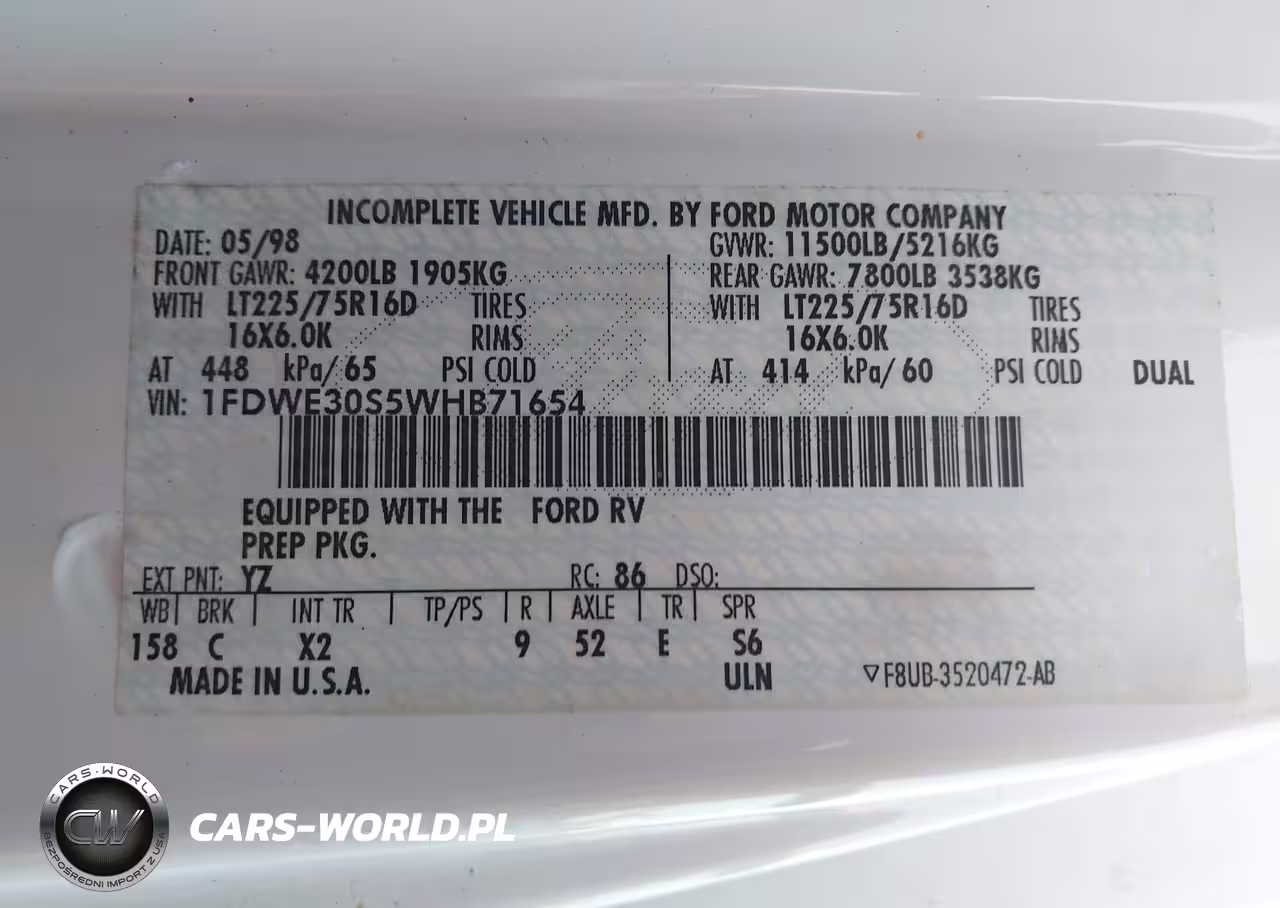 INCOMPLETE VEHICLE MFD. BY FORD MOTOR COMPANY
DATE: 05/98 GVWR: 11500LB/5216KG
FRONT GAWR: 4200LB 1905KG REAR GAWR: 7800LB 3538KG
WITH LT225/75R16D TIRES WITH LT225/75R16D TIRES
16X6.0K RIMS 16X6.0K RIMS
AT 448 kPa/ 65 PSI COLD AT 414 kPa/ 60 PSI COLD DUAL
VIN: 1FDWE30S5WHB71654
EQUIPPED WITH THE FORD RV
PREP PKG.
EXT PNT: YZ RC: 86 DSO:
WB BRK INT TR TP/PS R AXLE TR SPR
158 C X2 9 52 E S6
MADE IN U.S.A. ULN ▽F8UB-3520472-AB
CARS-WORLD
CW
BEZPOŚREDNI IMPORT Z USA
CARS-WORLD.PL